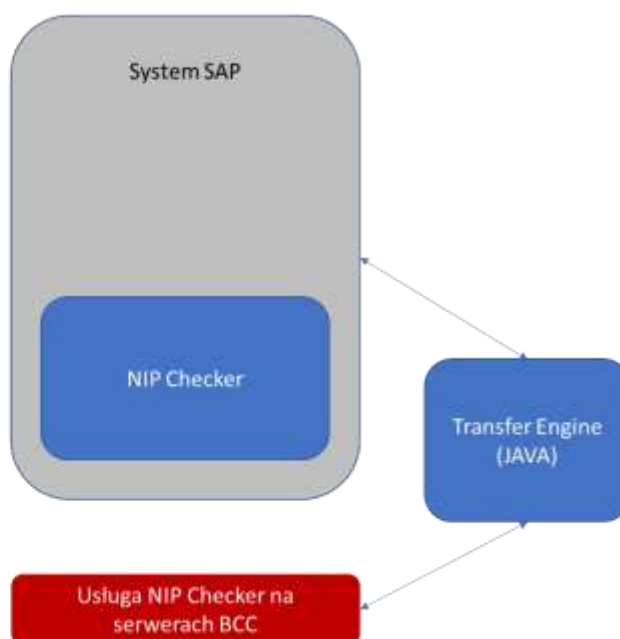 System SAP
NIP Checker
Transfer Engine
(JAVA)
Usługa NIP Checker na
serwerach BCC